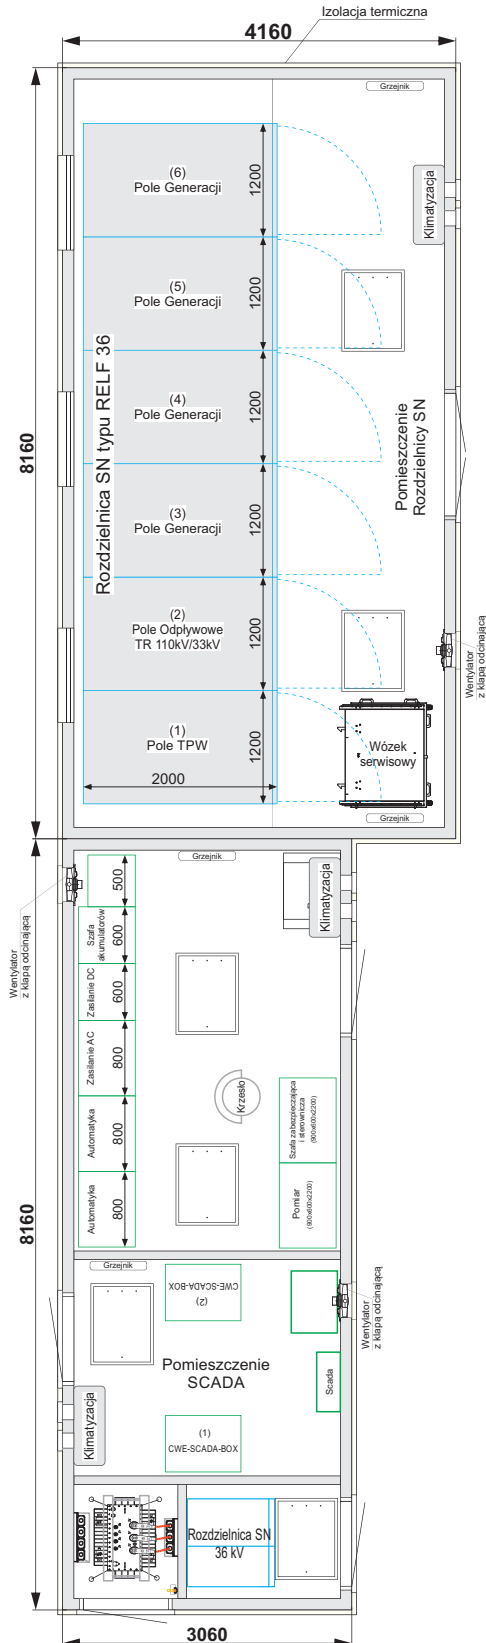 Izolacja termiczna
4160
Grzejnik
Klimatyzacja
(6)
Pole Generacji
1200
(5)
Pole Generacji
1200
(4)
Pole Generacji
1200
(3)
Pole Generacji
1200
(2)
Pole Odpływowe
TR 110kV/33kV
1200
(1)
Pole TPW
1200
2000
Rozdzielnica SN typu RELF 36
8160
Pomieszczenie
Rozdzielnicy SN
Wentylator
z klapą odcinającą
Wózek
serwisowy
Grzejnik
Grzejnik
Klimatyzacja
Wentylator
z klapą odcinającą
500
Szafa
akumulatorów
600
Zasilanie DC
600
Zasilanie AC
800
Automatyka
800
Automatyka
800
Krzesło
Szafa zabezpieczająca
i sterownicza
(800x600x2200)
Pomiar
(800x600x2200)
8160
Grzejnik
(2)
CWE-SCADA-BOX
Wentylator
z klapą odcinającą
Pomieszczenie
SCADA
Scada
Klimatyzacja
(1)
CWE-SCADA-BOX
Rozdzielnica SN
36 kV
3060